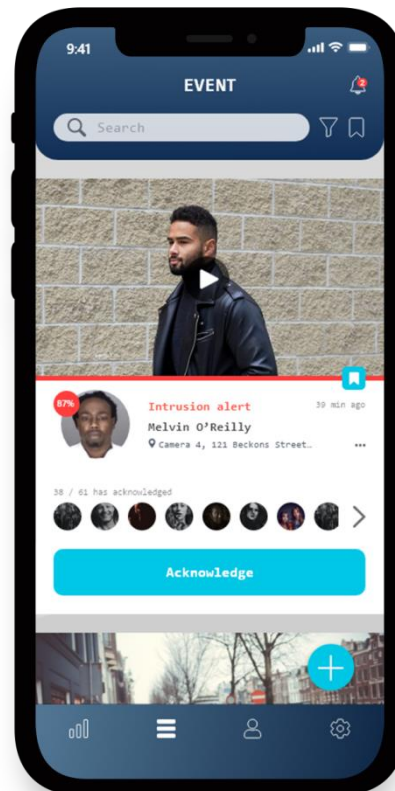 9:41
EVENT
2
Search
87%
Intrusion alert
30 min ago
Melvin O'Reilly
Camera 4, 121 Beckons Street…
38 / 61 has acknowledged
Acknowledge